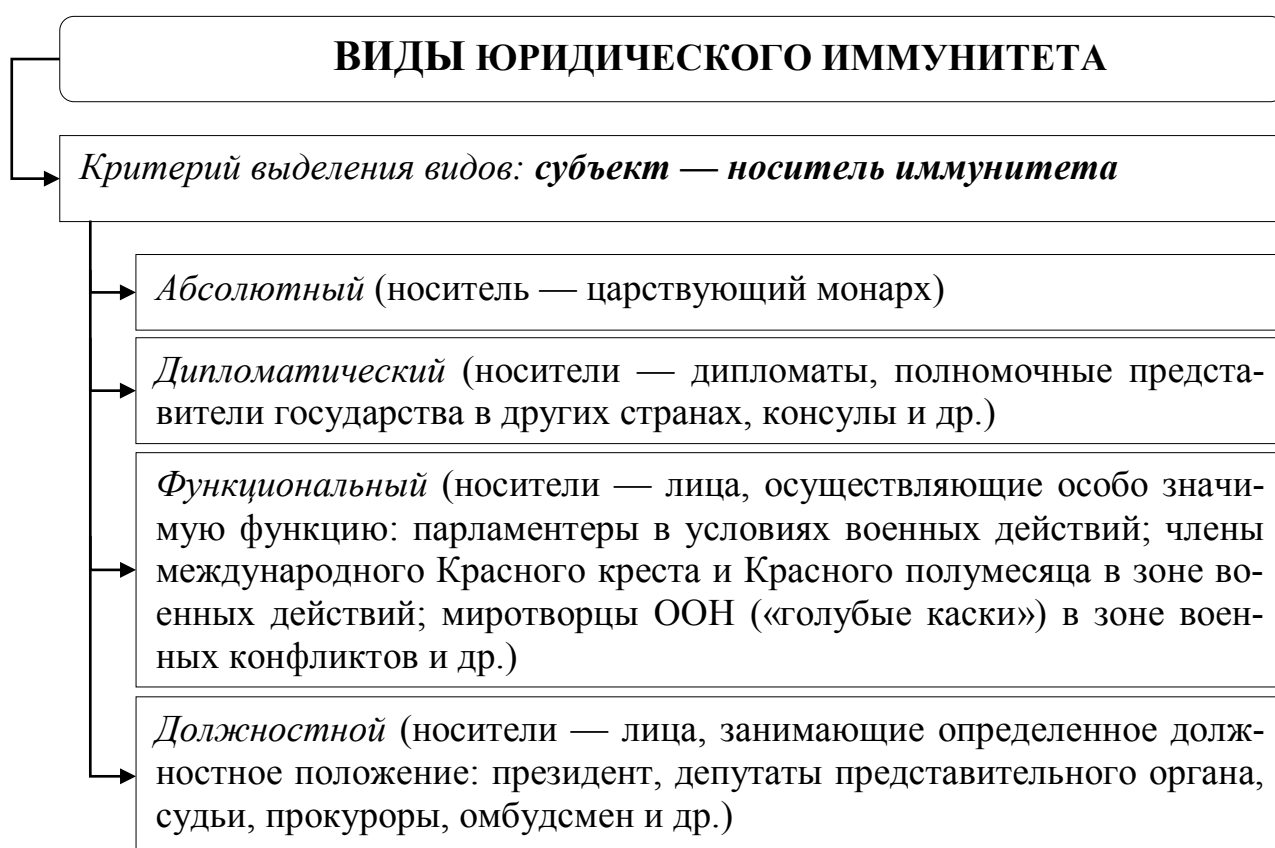 ВИДЫ ЮРИДИЧЕСКОГО ИММУНИТЕТА
Критерий выделения видов: субъект — носитель иммунитета
Абсолютный (носитель — царствующий монарх)
Дипломатический (носители — дипломаты, полномочные предста-
вители государства в других странах, консулы и др.)
Функциональный (носители — лица, осуществляющие особо значи-
мую функцию: парламентеры в условиях военных действий; члены
международного Красного креста и Красного полумесяца в зоне во-
енных действий; миротворцы ООН («голубые каски») в зоне воен-
ных конфликтов и др.)
Должностной (носители — лица, занимающие определенное долж-
ностное положение: президент, депутаты представительного органа,
судьи, прокуроры, омбудсмен и др.)